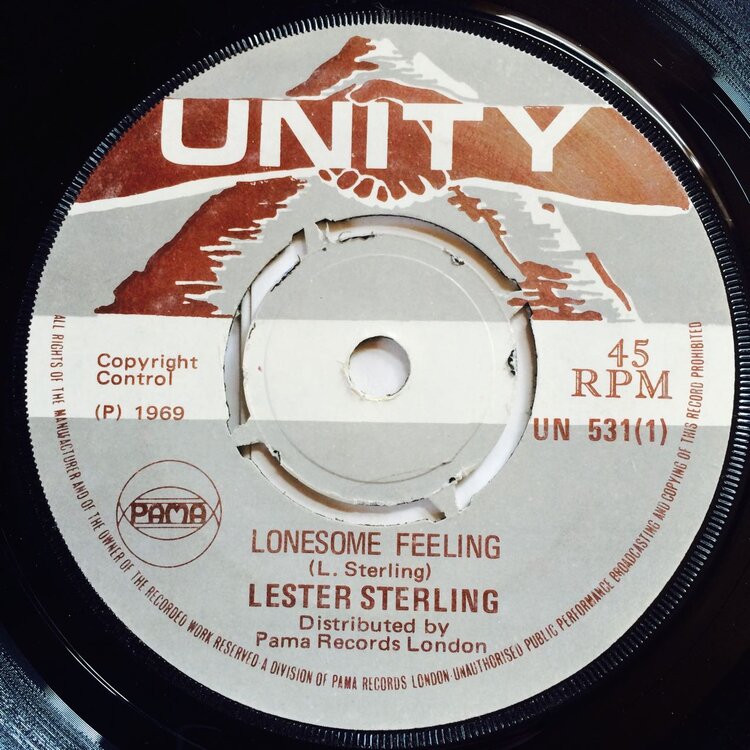 UNITY
Copyright
Control
(P) 1969
45
RPM
UN 531(1)
PAMA
LONESOME FEELING
(L. Sterling)
LESTER STERLING
Distributed by
Pama Records London
ALL RIGHTS OF THE MANUFACTURER AND OF THE OWNER OF THE RECORDED WORK RESERVED A DIVISION OF PAMA RECORDS LONDON·UNAUTHORISED PUBLIC PERFORMANCE BROADCASTING AND COPYING OF THIS RECORD PROHIBITED